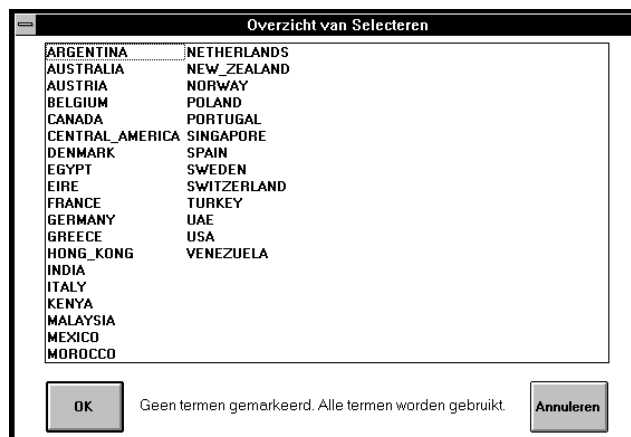 Overzicht van Selecteren
ARGENTINA NETHERLANDS
AUSTRALIA NEW_ZEALAND
AUSTRIA NORWAY
BELGIUM POLAND
CANADA PORTUGAL
CENTRAL_AMERICA SINGAPORE
DENMARK SPAIN
EGYPT SWEDEN
EIRE SWITZERLAND
FRANCE TURKEY
GERMANY UAE
GREECE USA
HONG_KONG VENEZUELA
INDIA
ITALY
KENYA
MALAYSIA
MEXICO
MOROCCO
OK Geen termen gemarkeerd. Alle termen worden gebruikt. Annuleren